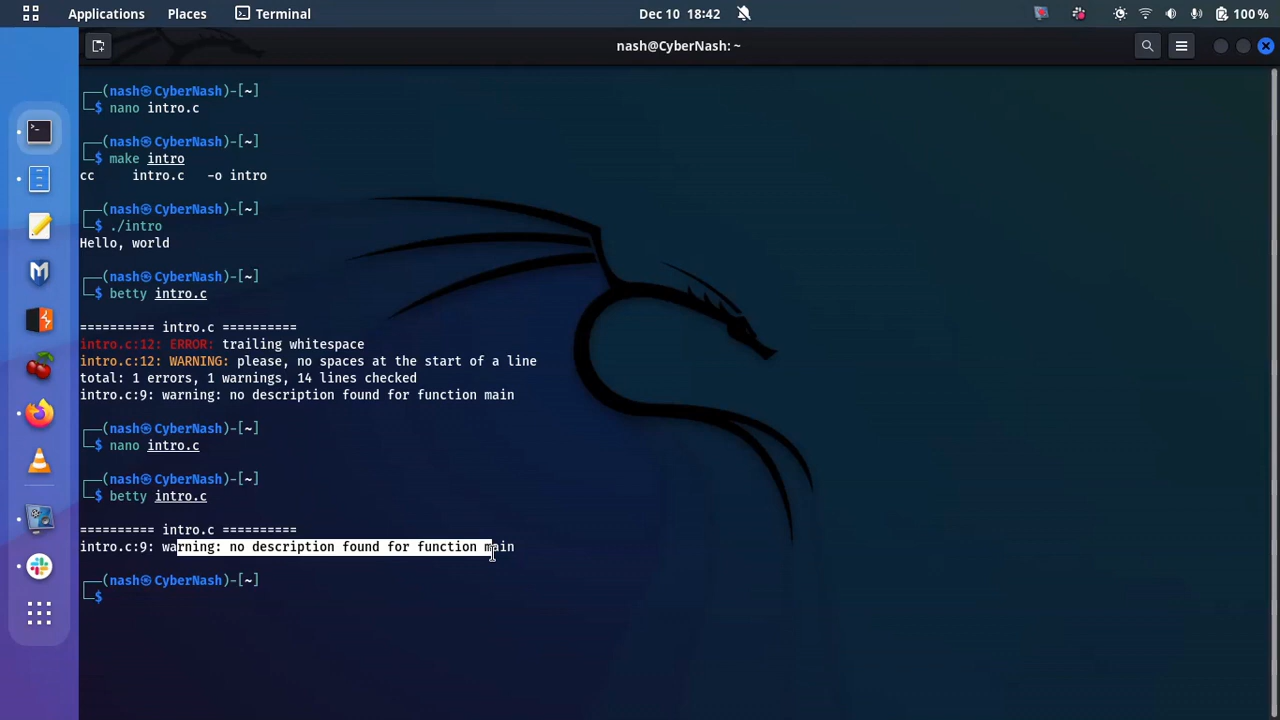 Applications Places Terminal Dec 10 18:42 100 %
nash@CyberNash: ~
┌──(nash㉿CyberNash)-[~]
└─$ nano intro.c
┌──(nash㉿CyberNash)-[~]
└─$ make intro
cc     intro.c   -o intro
┌──(nash㉿CyberNash)-[~]
└─$ ./intro
Hello, world
┌──(nash㉿CyberNash)-[~]
└─$ betty intro.c
========== intro.c ==========
intro.c:12: ERROR: trailing whitespace
intro.c:12: WARNING: please, no spaces at the start of a line
total: 1 errors, 1 warnings, 14 lines checked
intro.c:9: warning: no description found for function main
┌──(nash㉿CyberNash)-[~]
└─$ nano intro.c
┌──(nash㉿CyberNash)-[~]
└─$ betty intro.c
========== intro.c ==========
intro.c:9: warning: no description found for function main
┌──(nash㉿CyberNash)-[~]
└─$